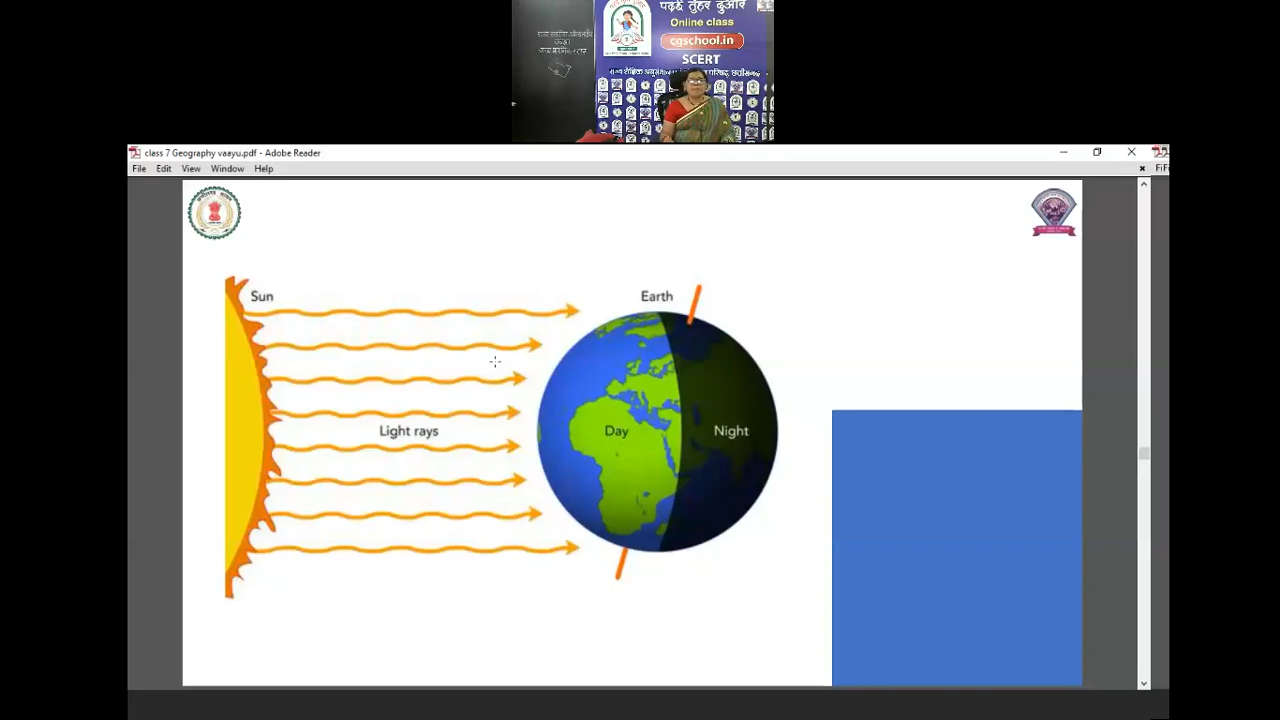 पढ़ई तुंहर दुआर
Online class
cgschool.in
SCERT
class 7 Geography vaayu.pdf - Adobe Reader
File Edit View Window Help
Sun
Earth
Light rays
Day
Night